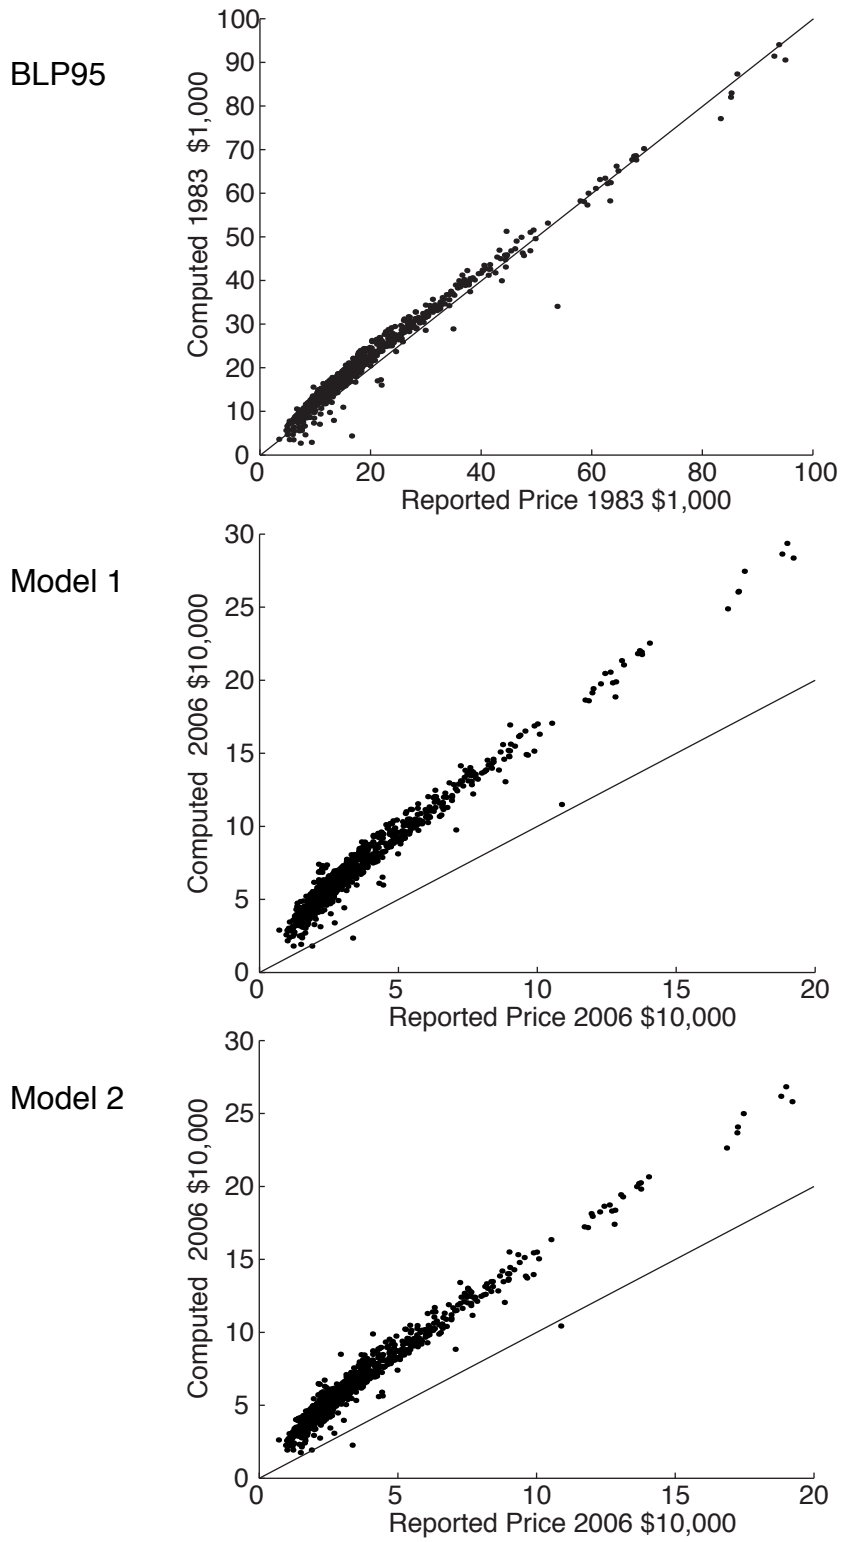 BLP95
Computed 1983 $1,000
100
90
80
70
60
50
40
30
20
10
0
0 20 40 60 80 100
Reported Price 1983 $1,000
Model 1
Computed 2006 $10,000
30
25
20
15
10
5
0
0 5 10 15 20
Reported Price 2006 $10,000
Model 2
Computed 2006 $10,000
30
25
20
15
10
5
0
0 5 10 15 20
Reported Price 2006 $10,000